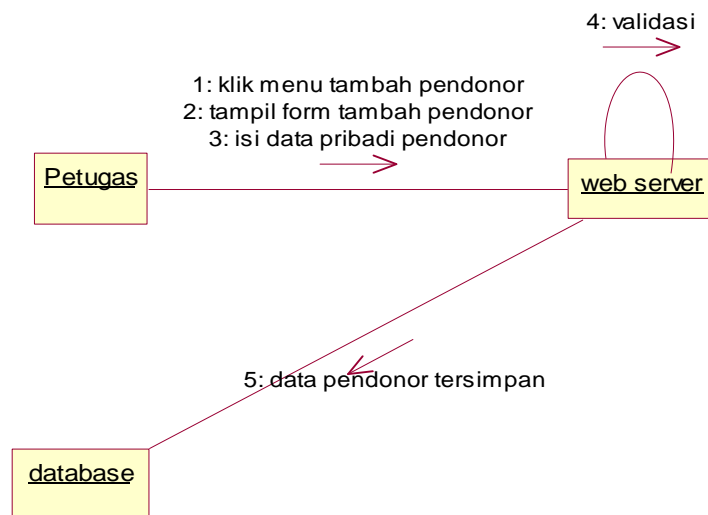 4: validasi
1: klik menu tambah pendonor
2: tampil form tambah pendonor
3: isi data pribadi pendonor
Petugas
web server
5: data pendonor tersimpan
database